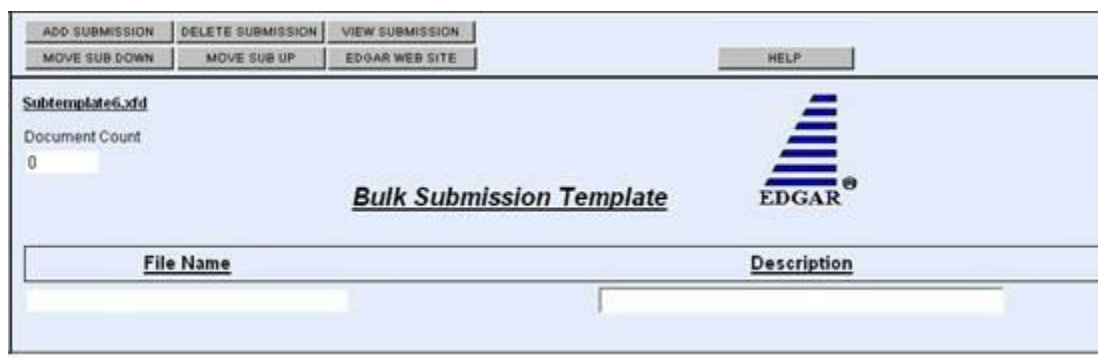 ADD SUBMISSION DELETE SUBMISSION VIEW SUBMISSION
MOVE SUB DOWN MOVE SUB UP EDGAR WEB SITE HELP
Subtemplate6.xfd
Document Count
0
Bulk Submission Template
EDGAR®
File Name Description